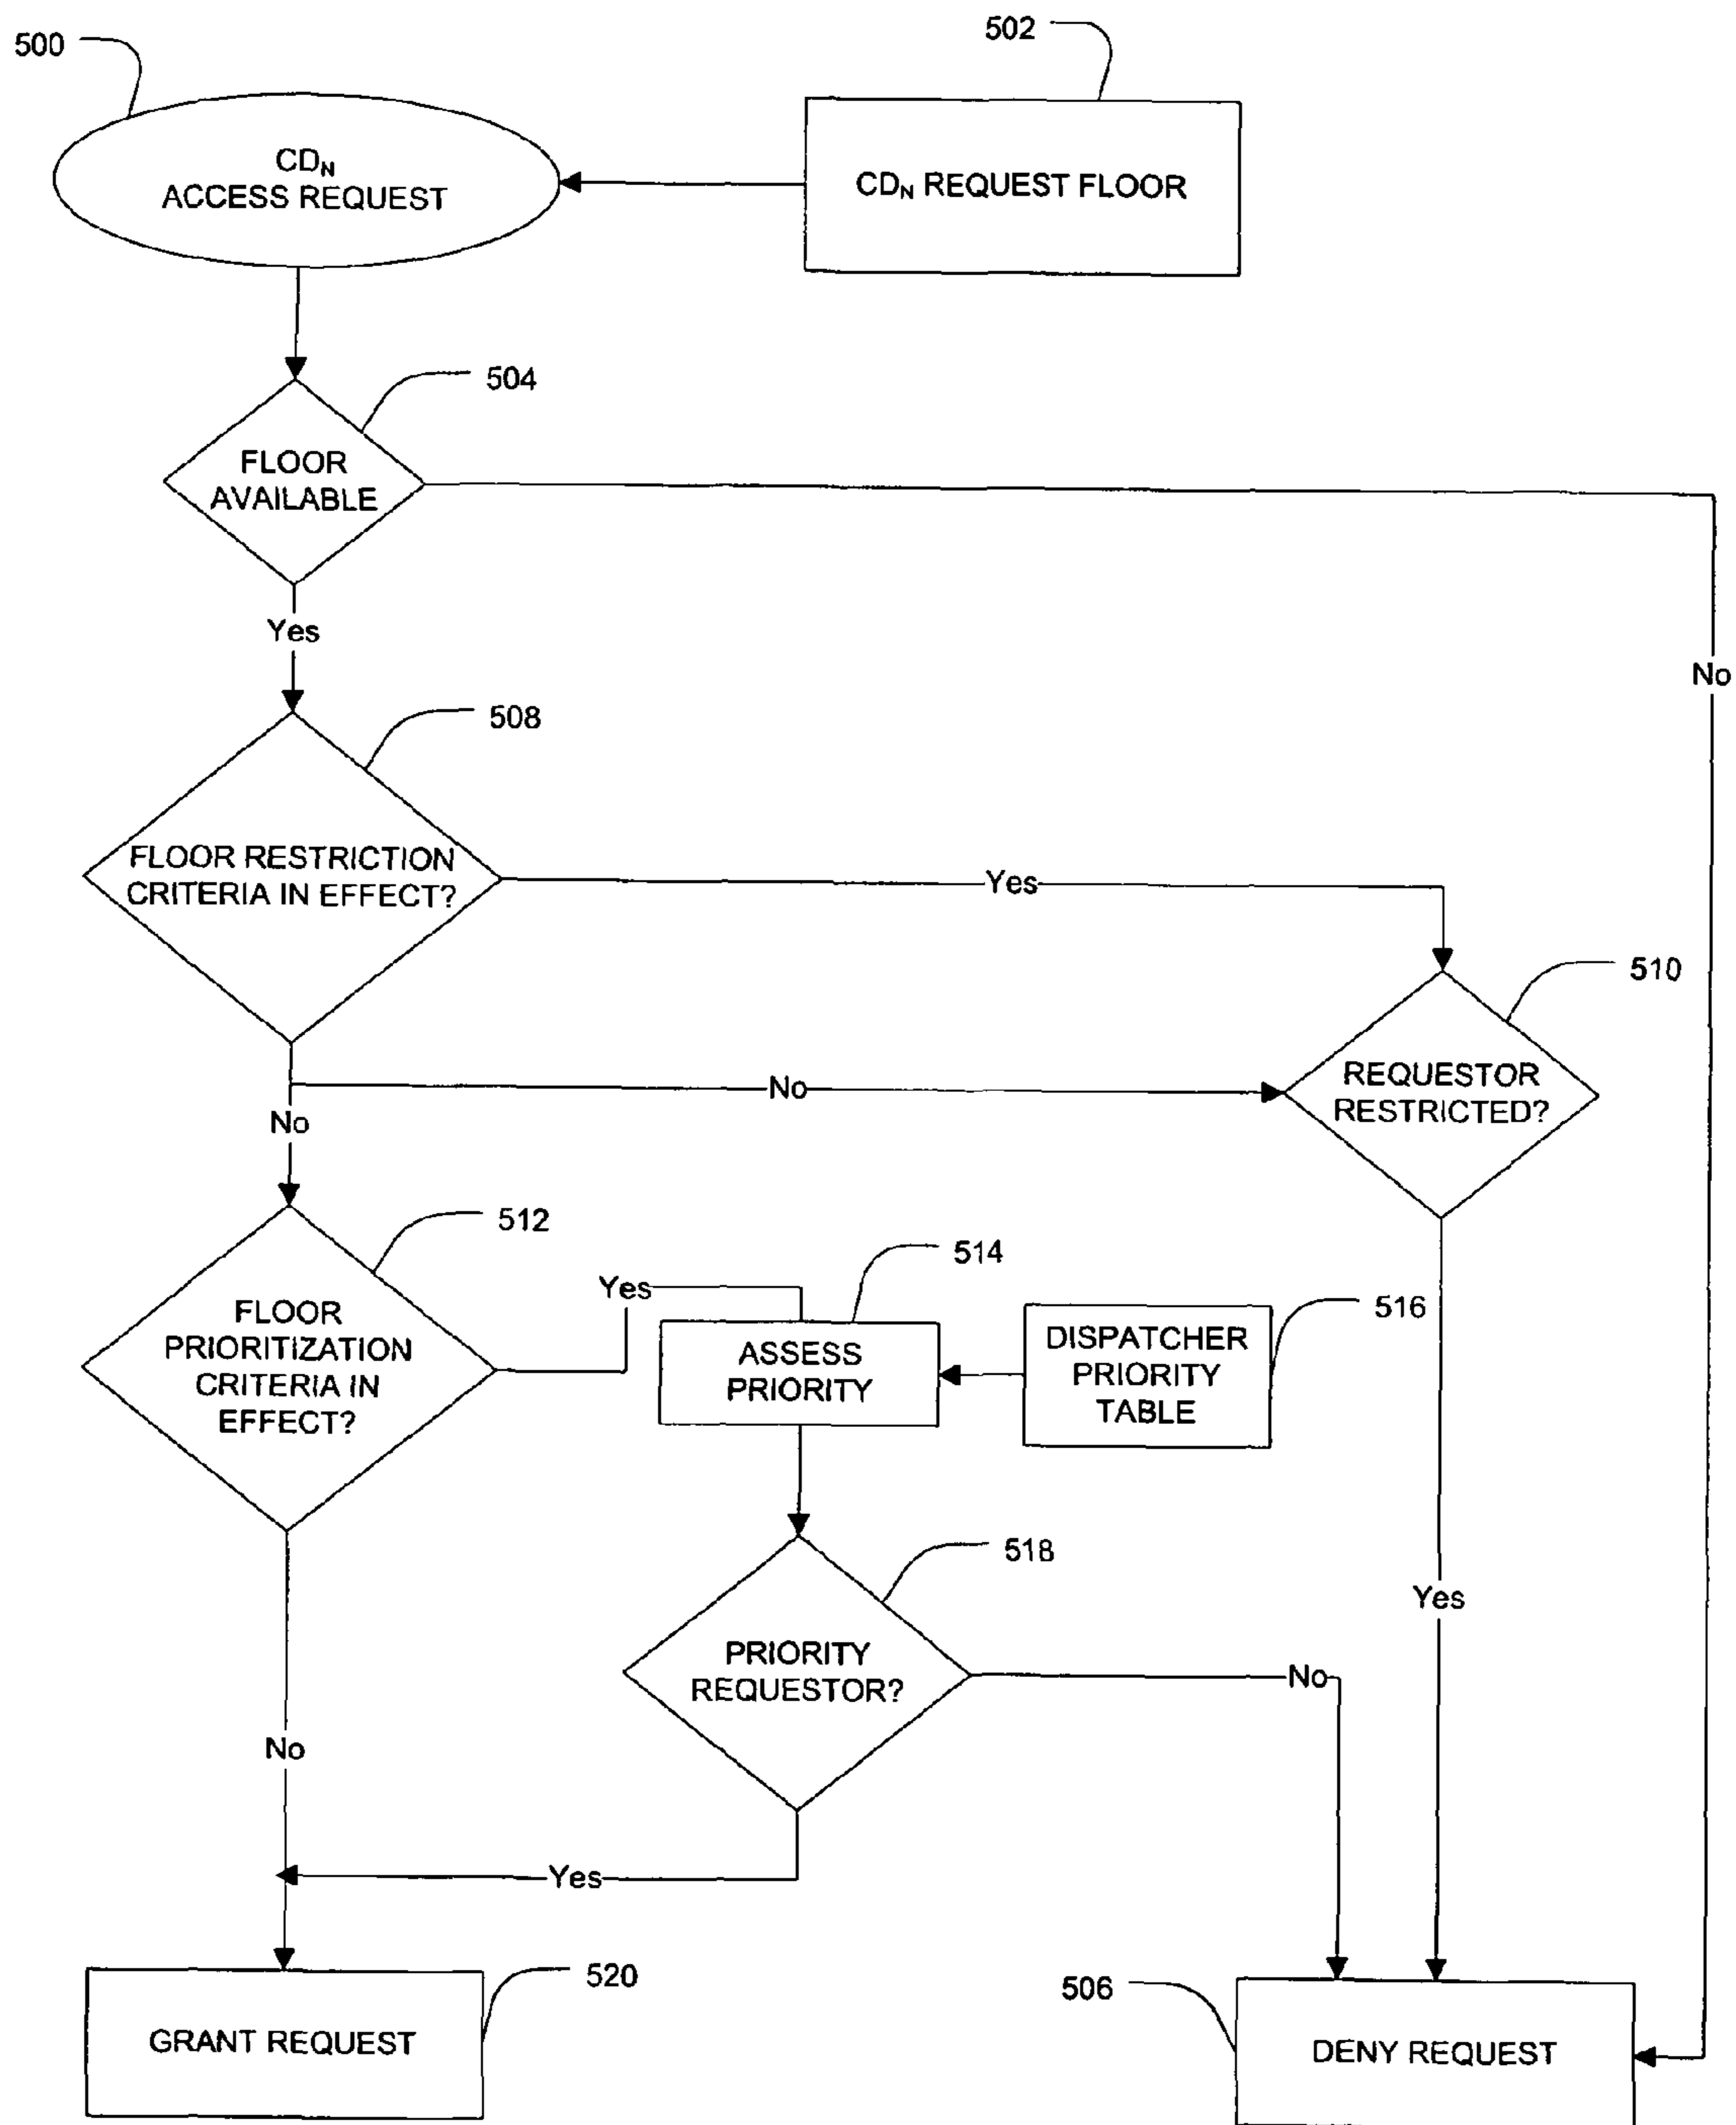 500
502
CDN
ACCESS REQUEST
CDN REQUEST FLOOR
504
FLOOR
AVAILABLE
Yes
No
508
FLOOR RESTRICTION
CRITERIA IN EFFECT?
Yes
510
REQUESTOR
RESTRICTED?
No
No
512
FLOOR
PRIORITIZATION
CRITERIA IN
EFFECT?
Yes
514
ASSESS
PRIORITY
516
DISPATCHER
PRIORITY
TABLE
518
PRIORITY
REQUESTOR?
Yes
No
No
Yes
520
GRANT REQUEST
506
DENY REQUEST